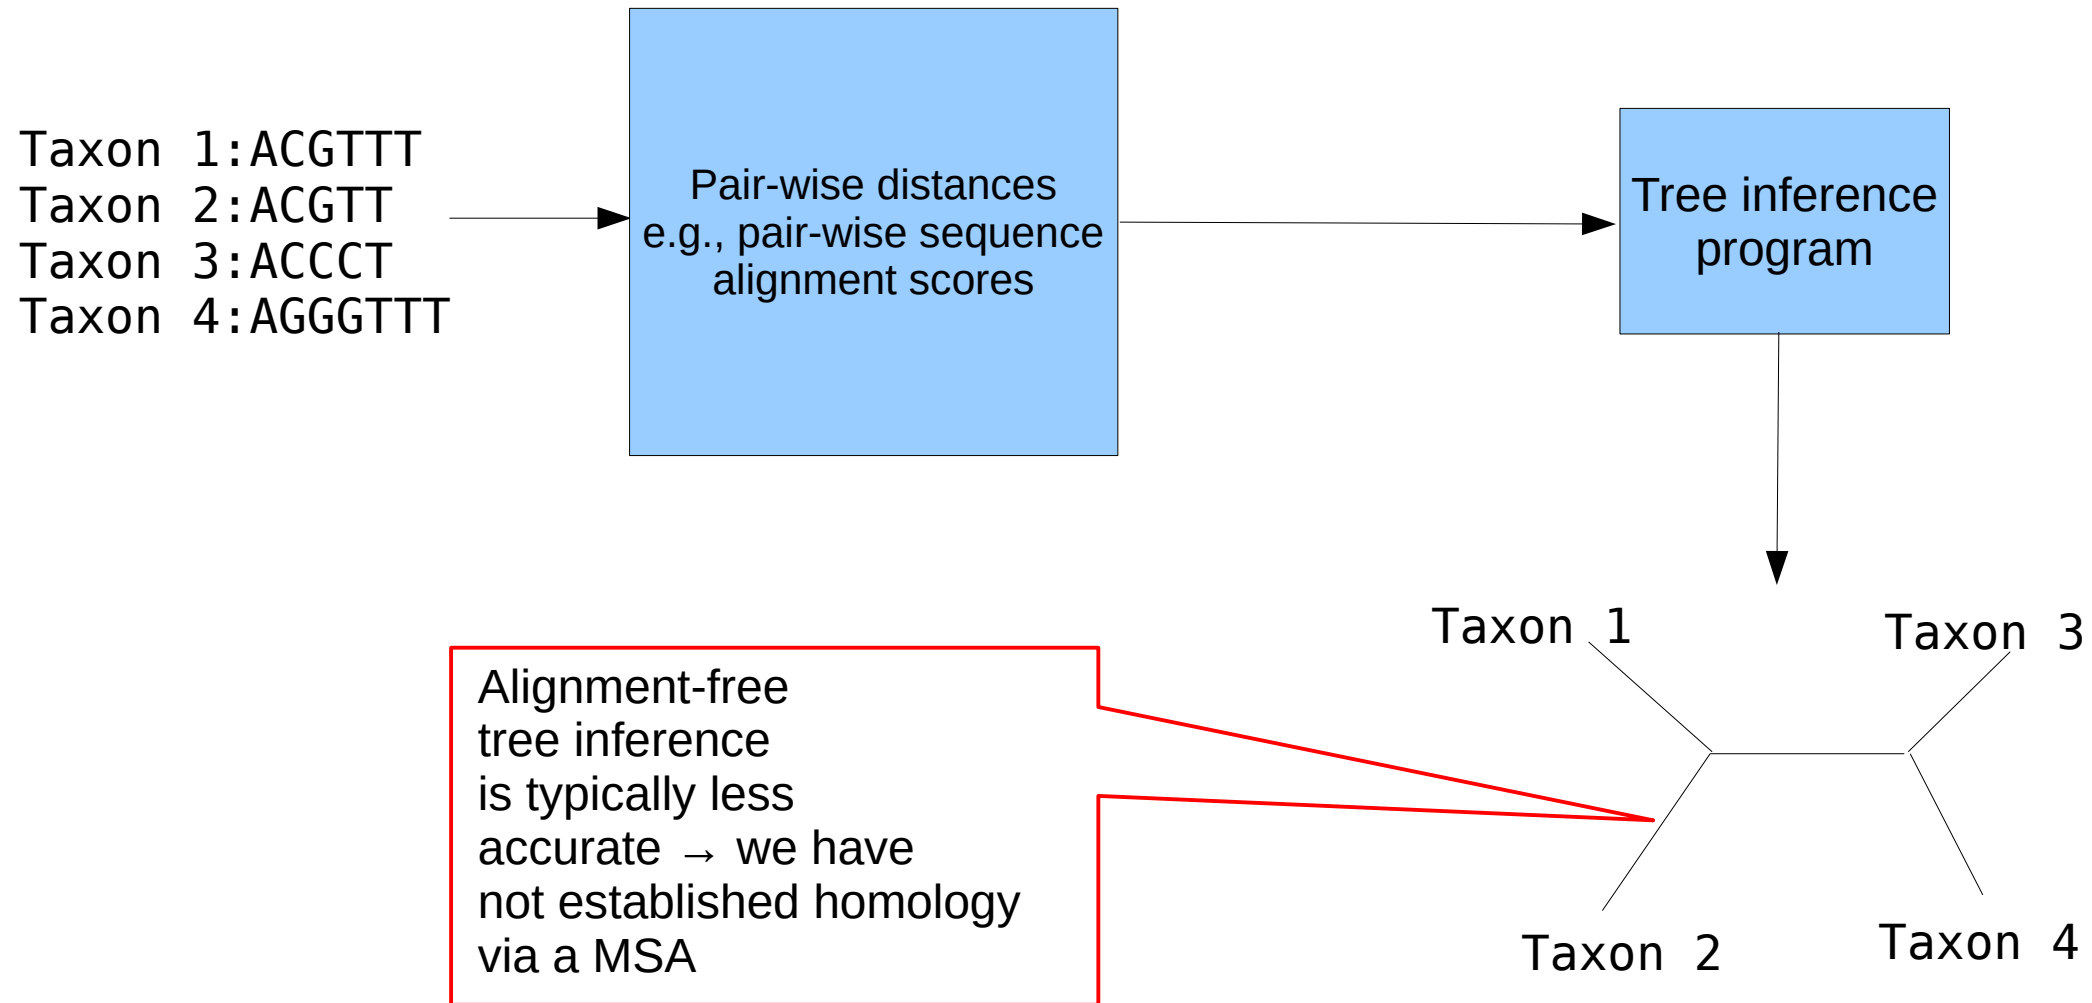 Taxon 1:ACGTTT
Taxon 2:ACGTT
Taxon 3:ACCCT
Taxon 4:AGGGTTT
Pair-wise distances
e.g., pair-wise sequence
alignment scores
Tree inference
program
Taxon 1
Taxon 3
Alignment-free
tree inference
is typically less
accurate → we have
not established homology
via a MSA
Taxon 2
Taxon 4